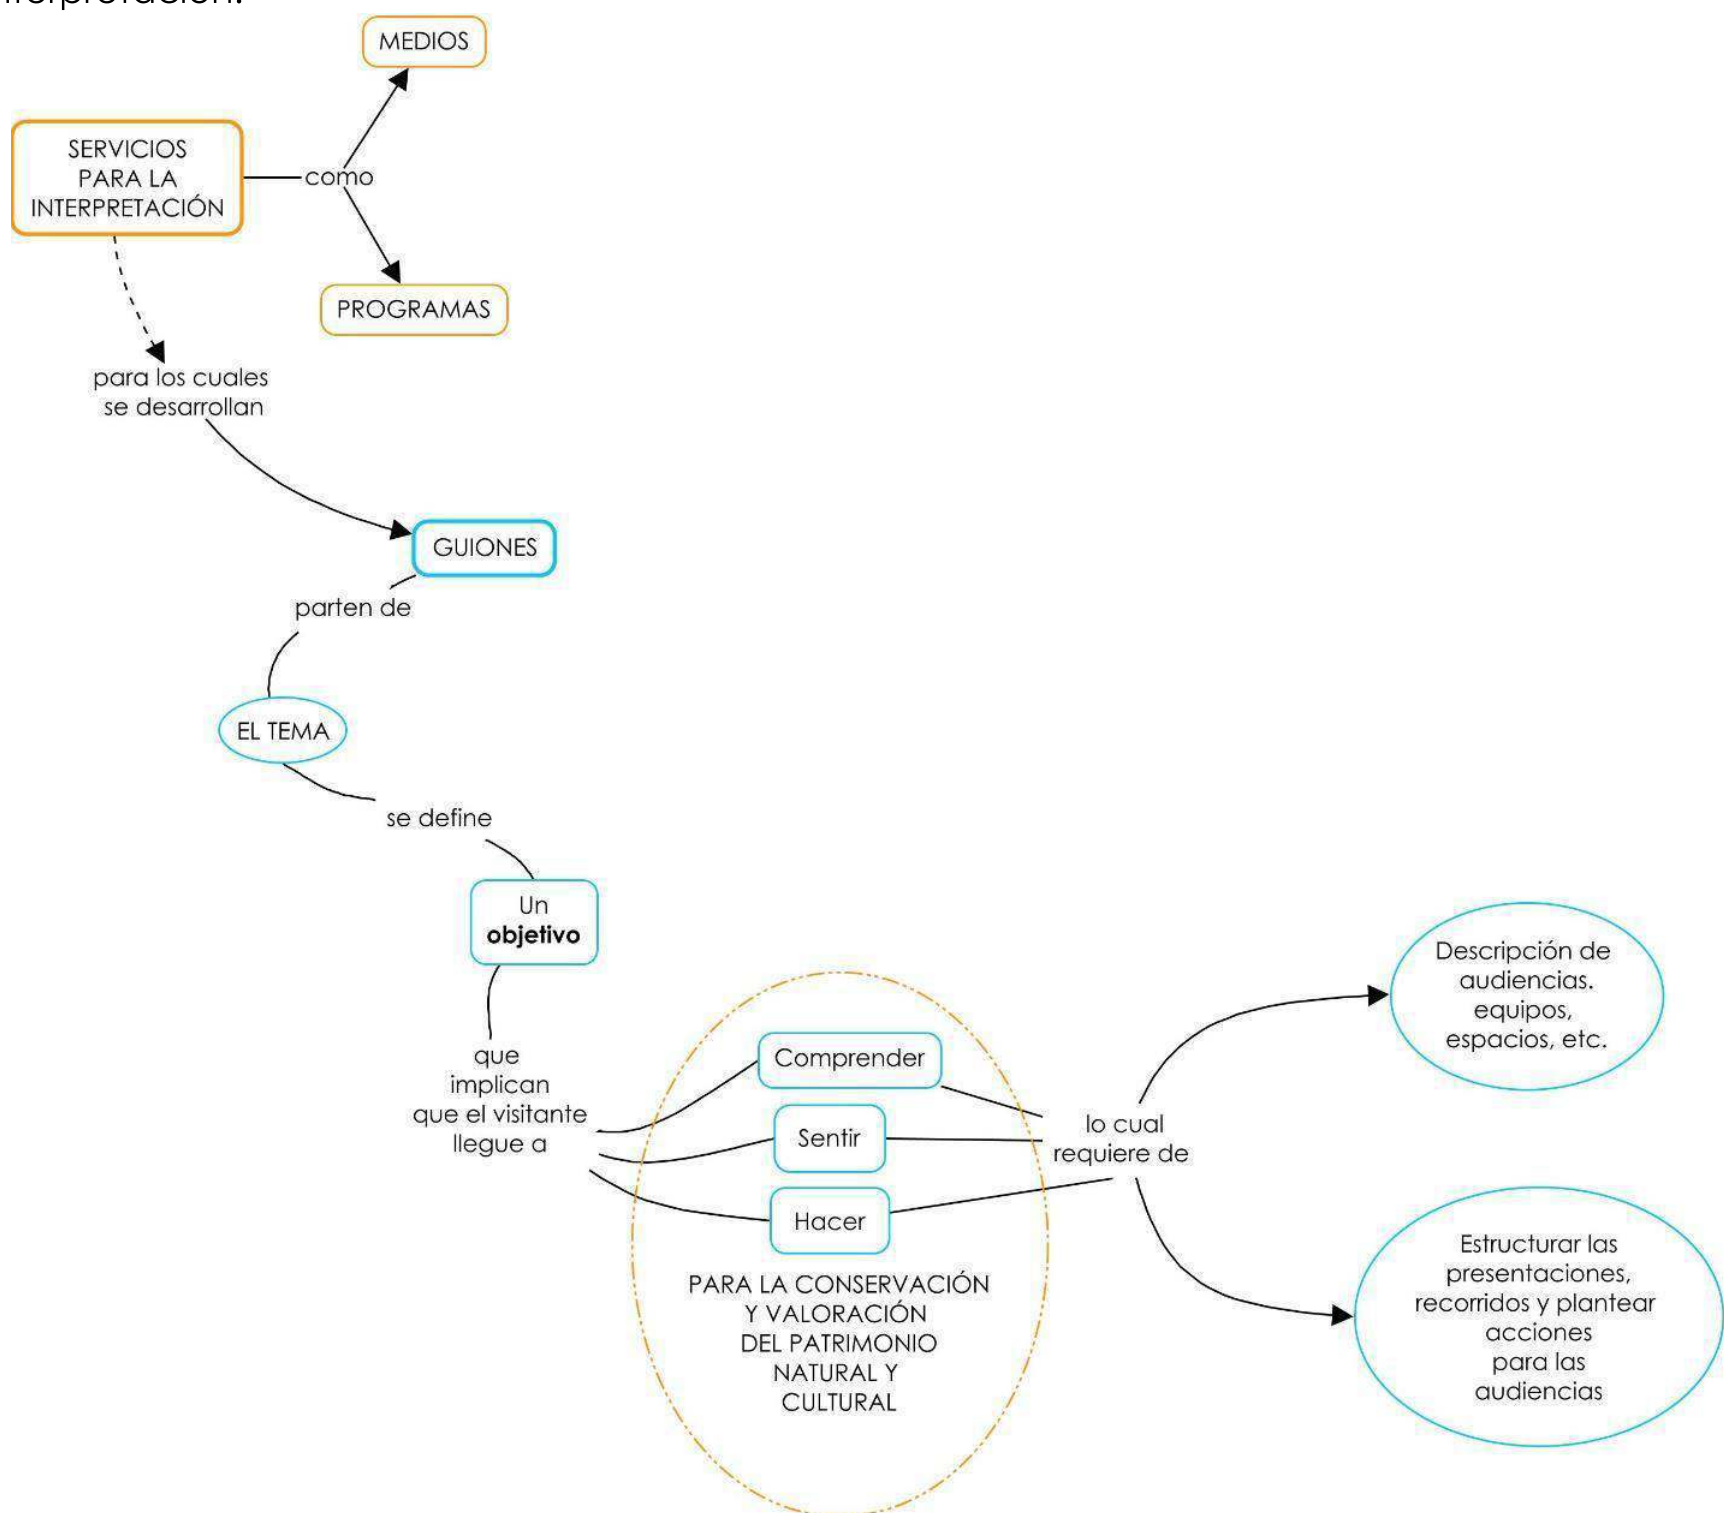 MEDIOS
SERVICIOS
PARA LA
INTERPRETACIÓN
como
PROGRAMAS
para los cuales
se desarrollan
GUIONES
parten de
EL TEMA
se define
Un
objetivo
que
implican
que el visitante
llegue a
Comprender
Sentir
Hacer
PARA LA CONSERVACIÓN
Y VALORACIÓN
DEL PATRIMONIO
NATURAL Y
CULTURAL
lo cual
requiere de
Descripción de
audiencias.
equipos,
espacios, etc.
Estructurar las
presentaciones,
recorridos y plantear
acciones
para las
audiencias